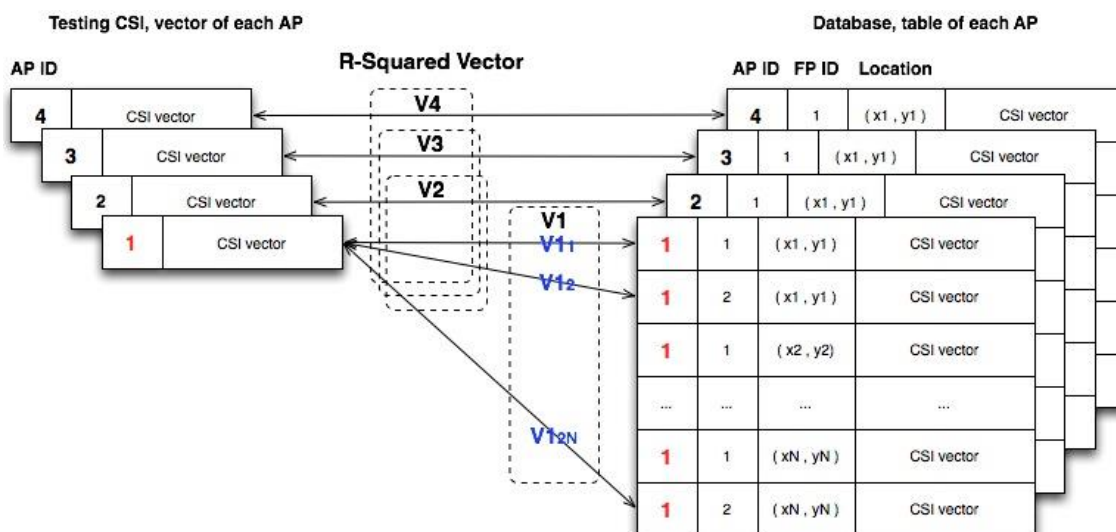 Testing CSI, vector of each AP
Database, table of each AP
AP ID
R-Squared Vector
AP ID FP ID Location
4 CSI vector
V4
4 1 (x1 , y1) CSI vector
3 CSI vector
V3
3 1 (x1 , y1) CSI vector
2 CSI vector
V2
2 1 (x1 , y1) CSI vector
1 CSI vector
V1
V11
1 1 (x1 , y1) CSI vector
V12
1 2 (x1 , y1) CSI vector
1 1 (x2 , y2) CSI vector
... ... ... ...
V12N
1 1 (xN , yN) CSI vector
1 2 (xN , yN) CSI vector